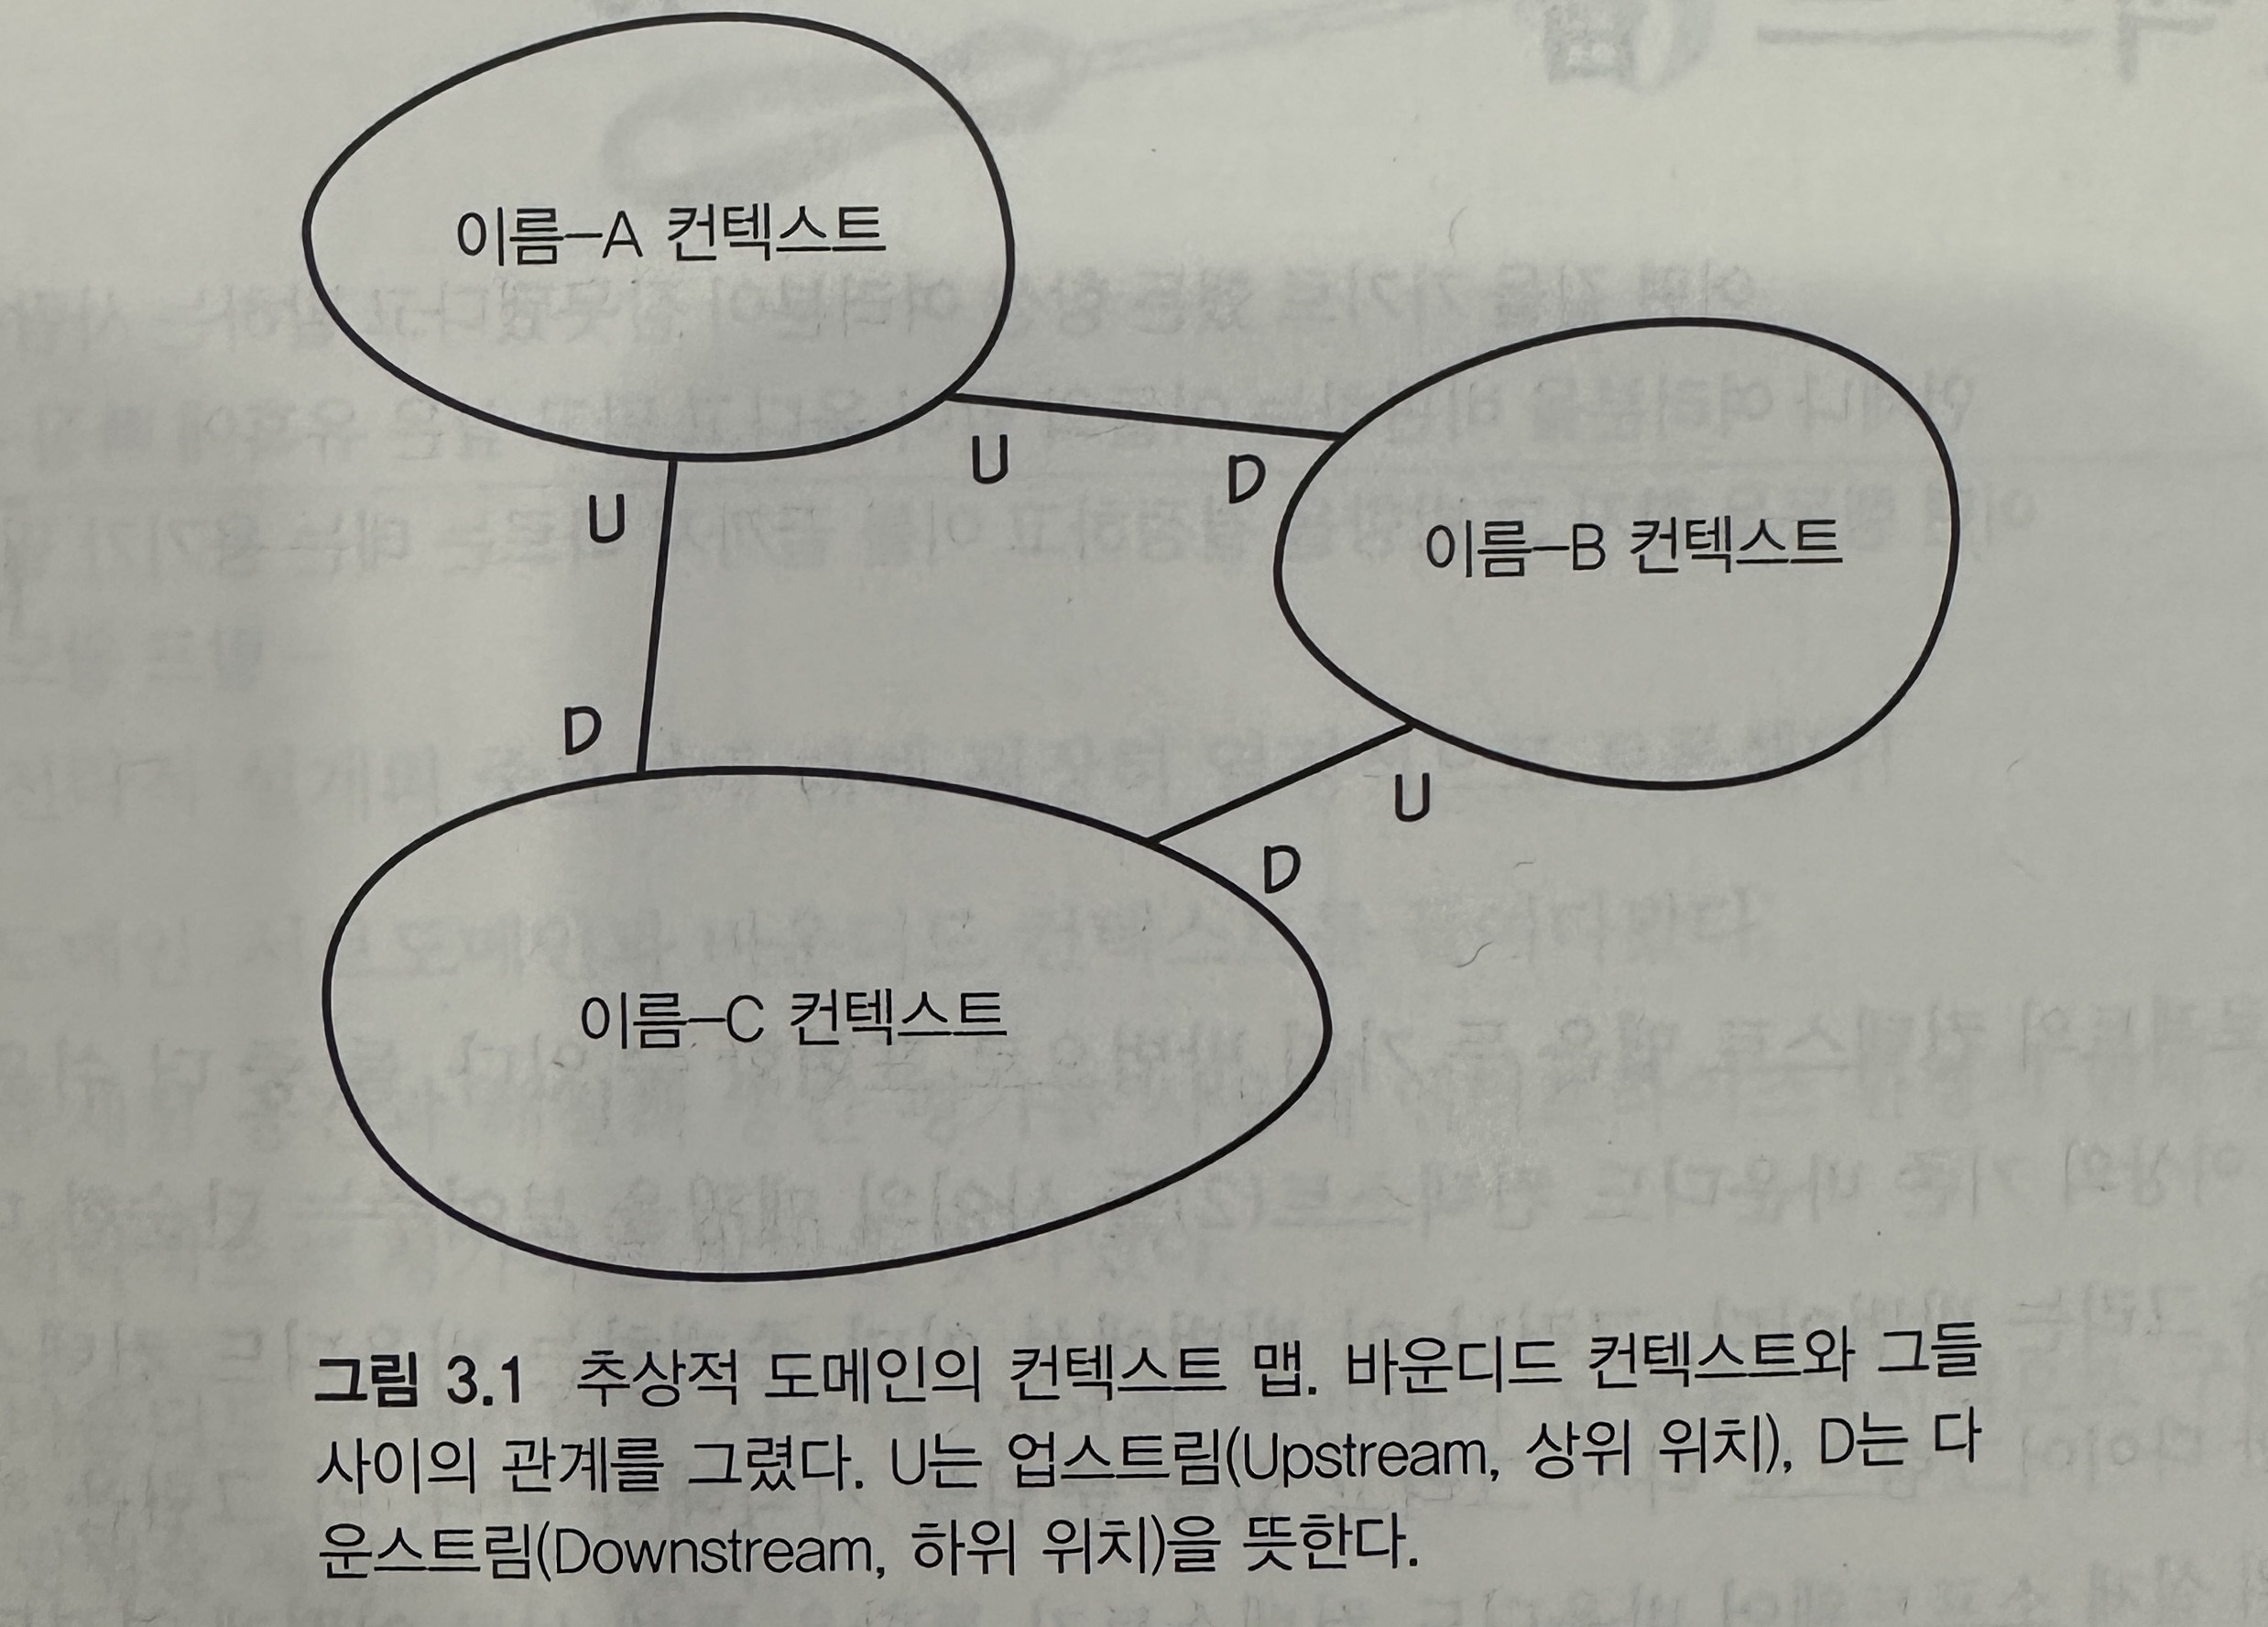 이름-A 컨텍스트
U
D
U
이름-B 컨텍스트
D
U
D
이름-C 컨텍스트
그림 3.1 추상적 도메인의 컨텍스트 맵. 바운디드 컨텍스트와 그들
사이의 관계를 그렸다. U는 업스트림(Upstream, 상위 위치), D는 다
운스트림(Downstream, 하위 위치)을 뜻한다.